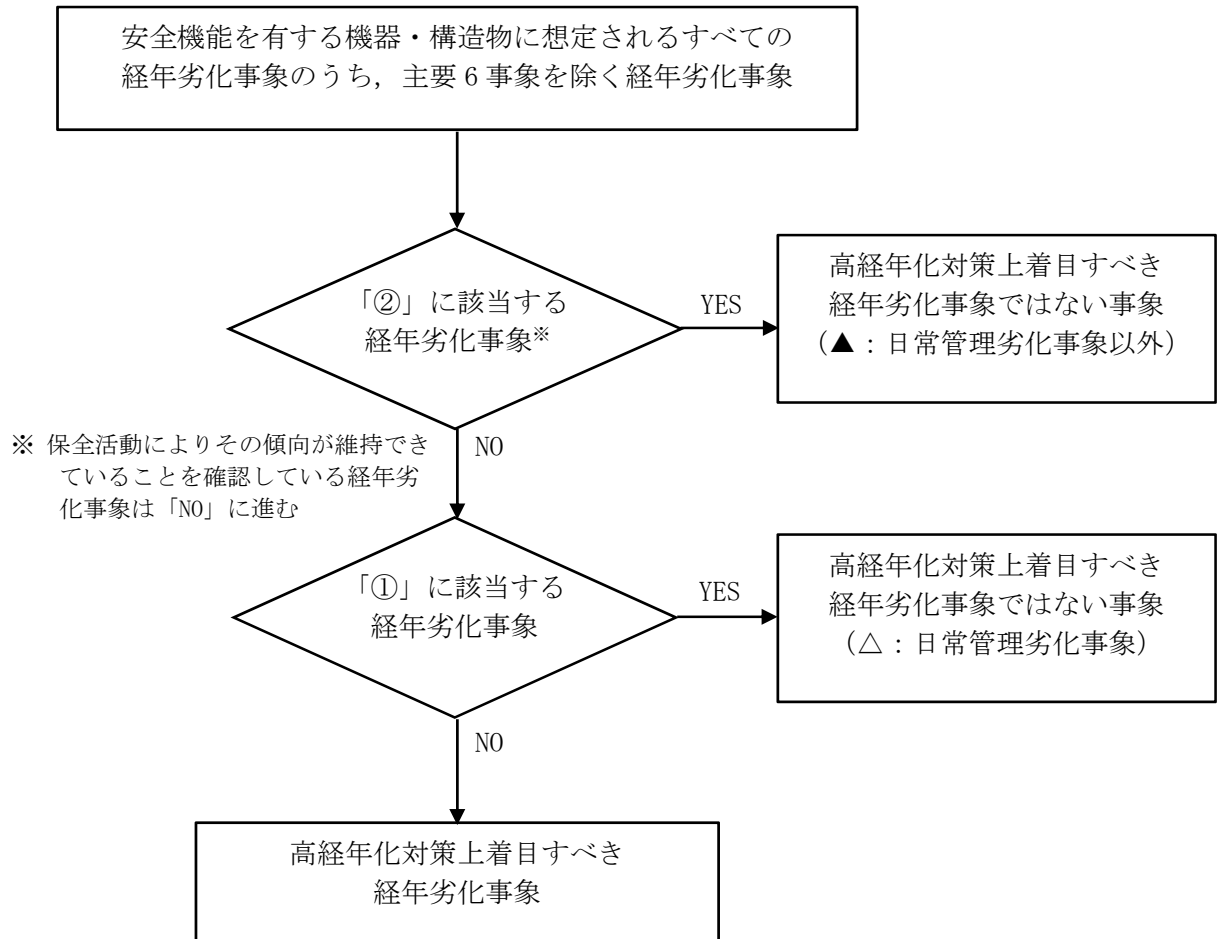 安全機能を有する機器・構造物に想定されるすべての
経年劣化事象のうち，主要６事象を除く経年劣化事象
「②」に該当する
経年劣化事象※
YES
高経年化対策上着目すべき
経年劣化事象ではない事象
（▲：日常管理劣化事象以外）
※ 保全活動によりその傾向が維持でき
ていることを確認している経年劣
化事象は「NO」に進む
NO
「①」に該当する
経年劣化事象
YES
高経年化対策上着目すべき
経年劣化事象ではない事象
（△：日常管理劣化事象）
NO
高経年化対策上着目すべき
経年劣化事象